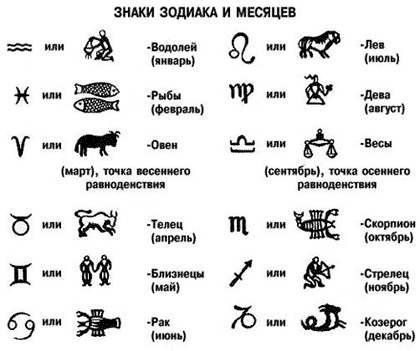 ЗНАКИ ЗОДИАКА И МЕСЯЦЕВ
или -Водолей
(январь)
или -Рыбы
(февраль)
или -Овен
(март), точка весеннего
равноденствия
или -Телец
(апрель)
или -Близнецы
(май)
или -Рак
(июнь)
или -Лев
(июль)
или -Дева
(август)
или -Весы
(сентябрь), точка осеннего
равноденствия
или -Скорпион
(октябрь)
или -Стрелец
(ноябрь)
или -Козерог
(декабрь)